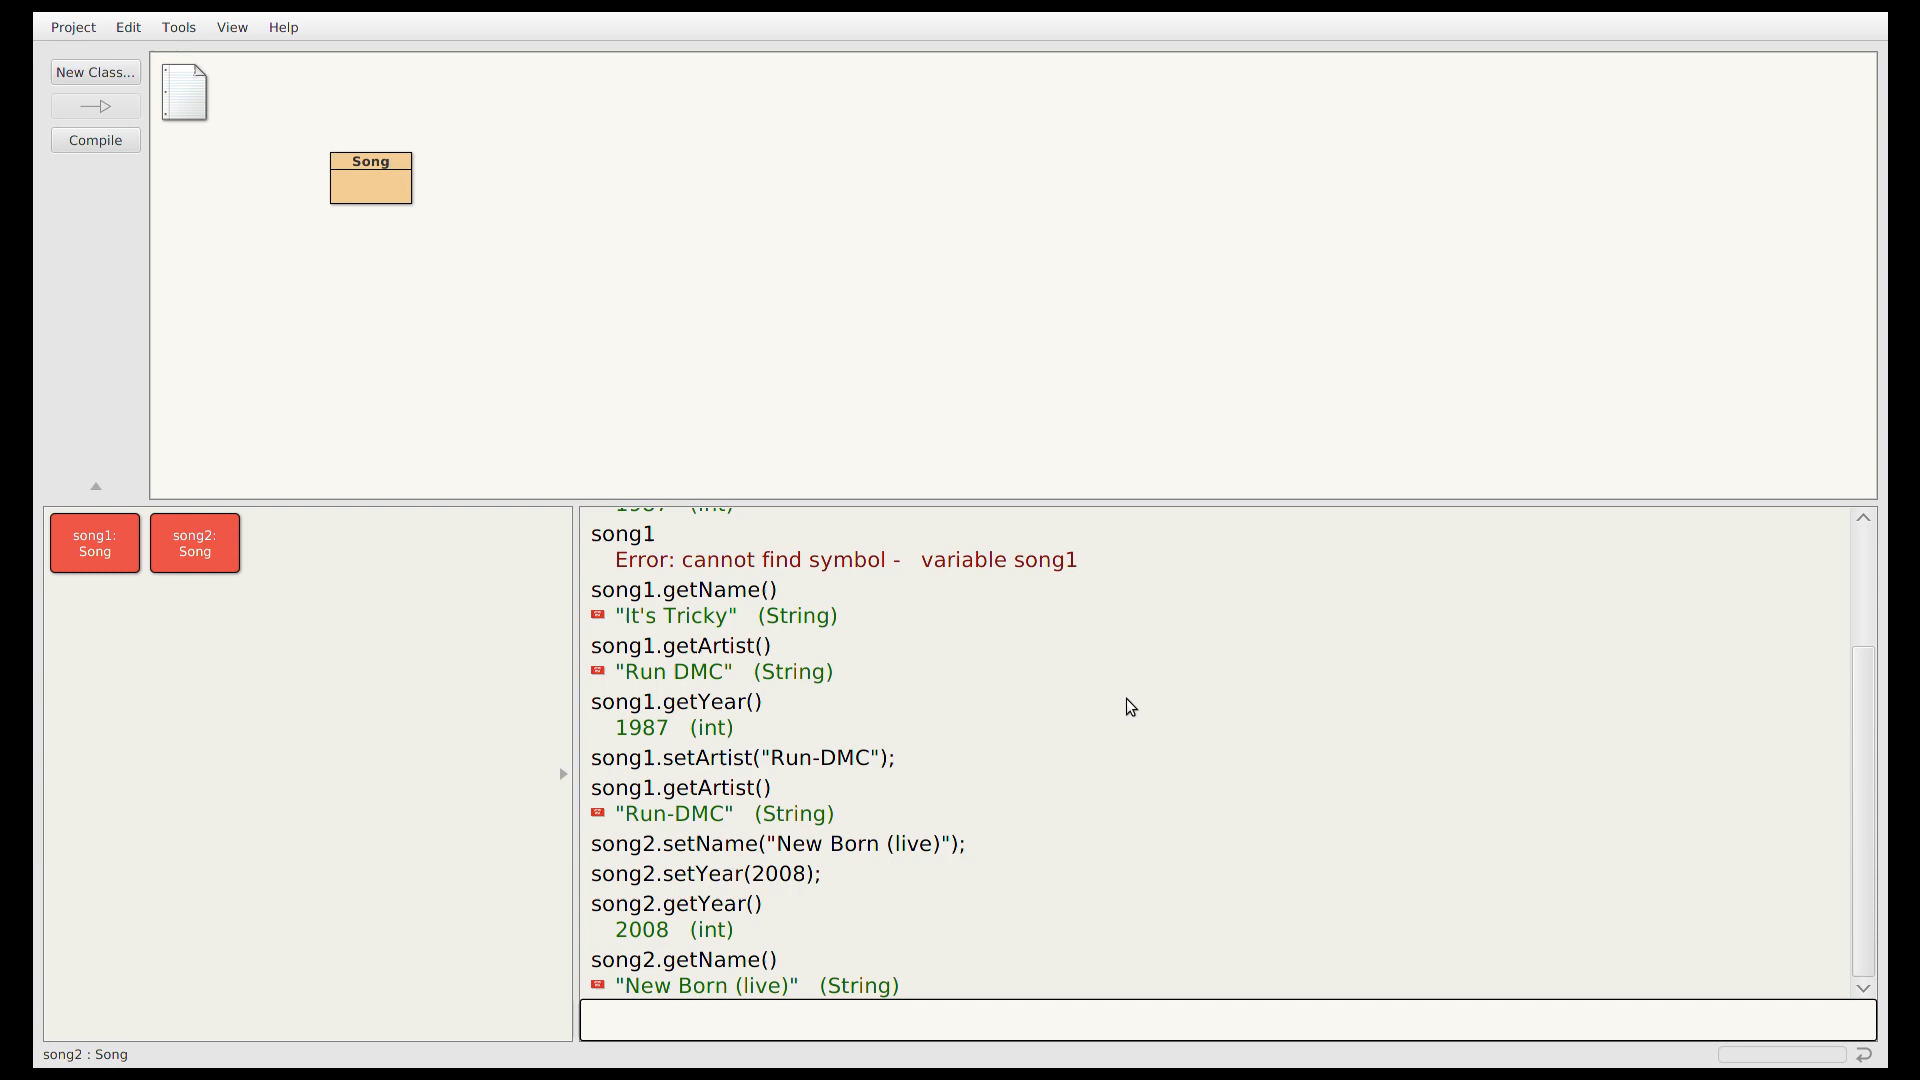 Project Edit Tools View Help
New Class...
Compile
Song
song1:
Song
song2:
Song
1987 (int)
song1
Error: cannot find symbol - variable song1
song1.getName()
"It's Tricky" (String)
song1.getArtist()
"Run DMC" (String)
song1.getYear()
1987 (int)
song1.setArtist("Run-DMC");
song1.getArtist()
"Run-DMC" (String)
song2.setName("New Born (live)");
song2.setYear(2008);
song2.getYear()
2008 (int)
song2.getName()
"New Born (live)" (String)
song2 : Song